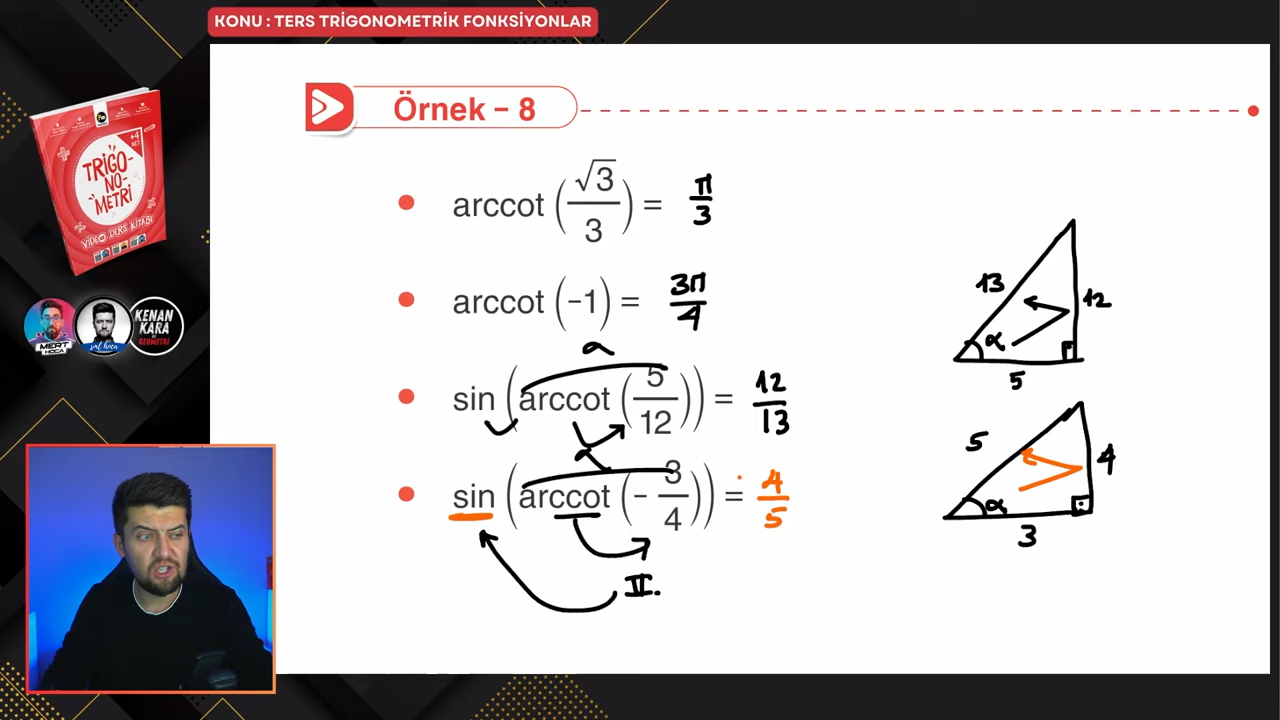 KONU : TERS TRİGONOMETRİK FONKSİYONLAR
+4 NET
TRİGO-
NO-
METRİ
VİDEO DERS KİTABI
MERT HOCA
KENAN KARA
GEOMETRİ
Örnek – 8
• arccot (√3/3) = π/3
• arccot (–1) = 3π/4
α
• sin (arccot (5/12)) = 12/13
α
• sin (arccot (– 3/4)) = 4/5
II.
13
12
α
5
5
4
α
3